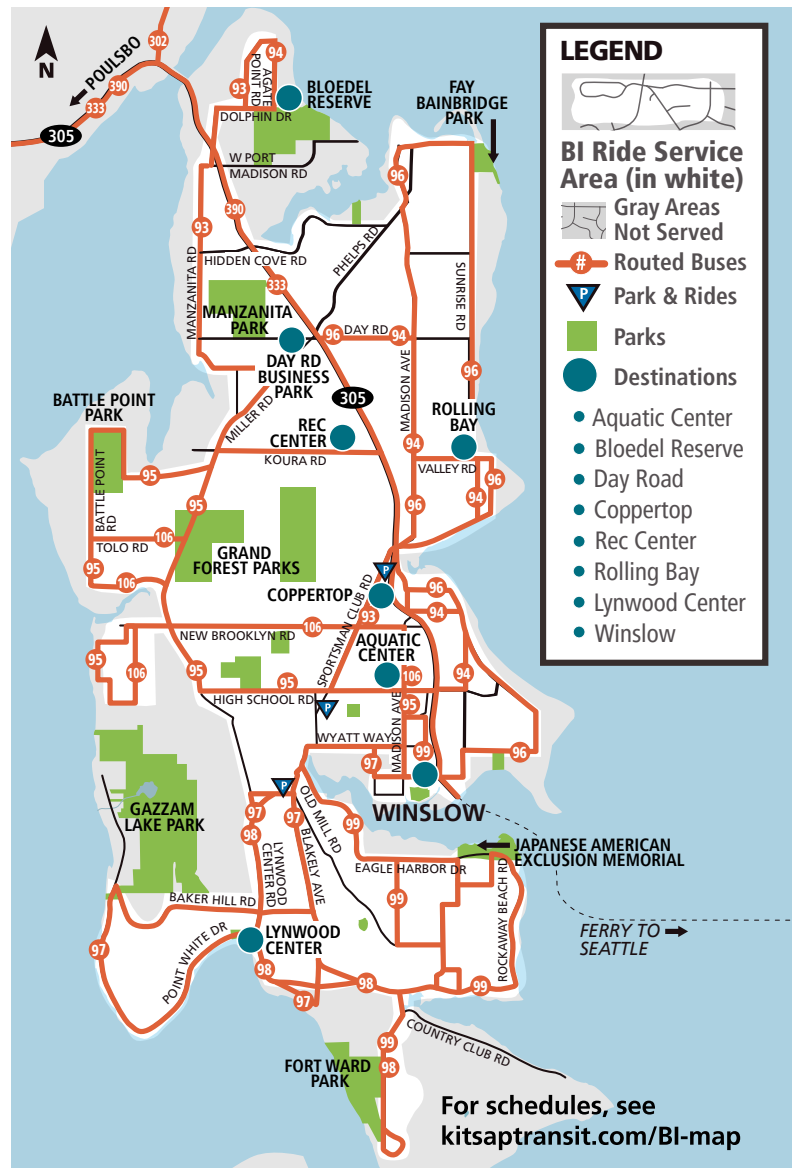 302
N
POULSBO
390
333
305
94
93
AGATE
POINT RD
BLOEDEL
RESERVE
DOLPHIN DR
FAY
BAINBRIDGE
PARK
W PORT
MADISON RD
96
390
93
PHELPS RD
MANZANITA RD
HIDDEN COVE RD
333
SUNRISE RD
MANZANITA
PARK
96
DAY RD
94
DAY RD
BUSINESS
PARK
MADISON AVE
96
305
BATTLE POINT
PARK
MILLER RD
REC
CENTER
ROLLING
BAY
94
KOURA RD
VALLEY RD
95
96
BATTLE POINT
RD
95
94
96
106
TOLO RD
GRAND
FOREST PARKS
P
95
106
COPPERTOP
96
SPORTSMAN CLUB RD
93
94
106
NEW BROOKLYN RD
AQUATIC
CENTER
95
106
95
95
106
94
HIGH SCHOOL RD
MADISON AVE
95
P
WYATT WAY
99
96
97
P
WINSLOW
GAZZAM
LAKE PARK
97
97
OLD MILL RD
99
98
LYNWOOD
CENTER RD
BLAKELY AVE
JAPANESE AMERICAN
EXCLUSION MEMORIAL
EAGLE HARBOR DR
BAKER HILL RD
99
ROCKAWAY BEACH RD
FERRY TO
SEATTLE
97
POINT WHITE DR
LYNWOOD
CENTER
98
98
99
97
99
COUNTRY CLUB RD
98
FORT WARD
PARK
For schedules, see
kitsaptransit.com/BI-map
LEGEND
BI Ride Service
Area (in white)
Gray Areas
Not Served
# Routed Buses
P Park & Rides
Parks
Destinations
• Aquatic Center
• Bloedel Reserve
• Day Road
• Coppertop
• Rec Center
• Rolling Bay
• Lynwood Center
• Winslow